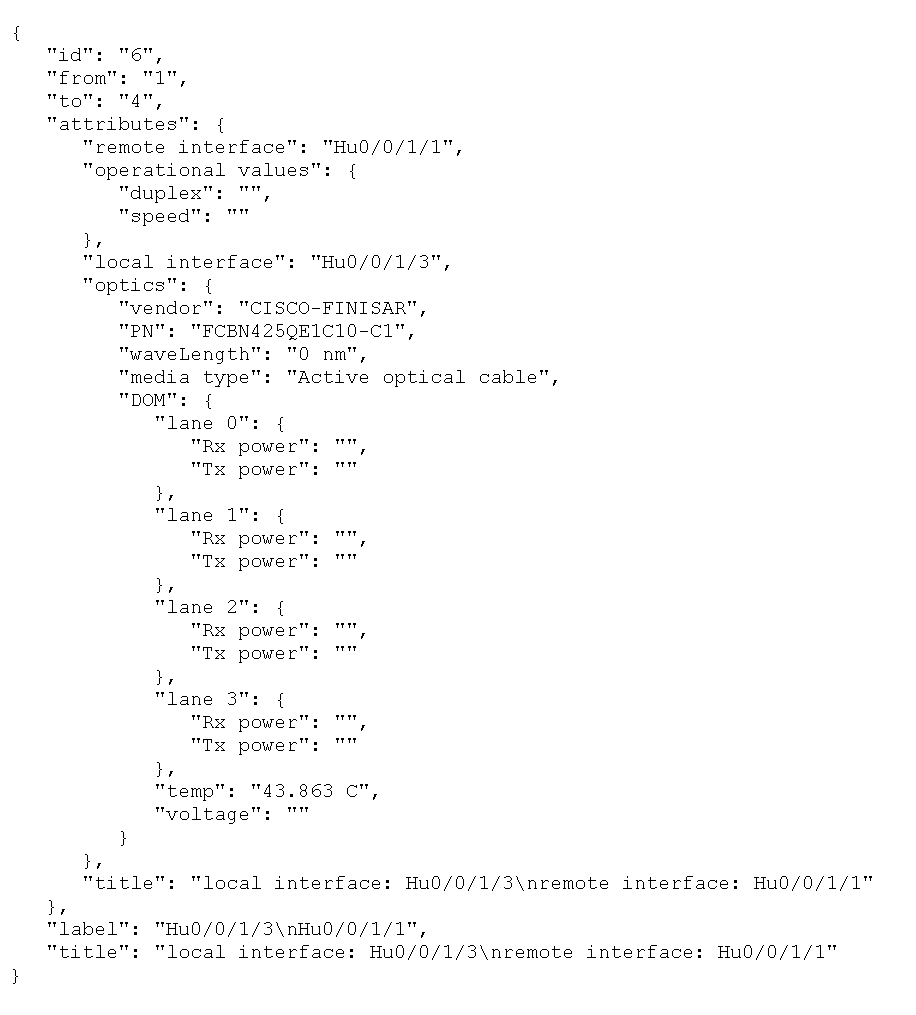 {
   "id": "6",
   "from": "1",
   "to": "4",
   "attributes": {
      "remote interface": "Hu0/0/1/1",
      "operational values": {
         "duplex": "",
         "speed": ""
      },
      "local interface": "Hu0/0/1/3",
      "optics": {
         "vendor": "CISCO-FINISAR",
         "PN": "FCBN425QE1C10-C1",
         "waveLength": "0 nm",
         "media type": "Active optical cable",
         "DOM": {
            "lane 0": {
               "Rx power": "",
               "Tx power": ""
            },
            "lane 1": {
               "Rx power": "",
               "Tx power": ""
            },
            "lane 2": {
               "Rx power": "",
               "Tx power": ""
            },
            "lane 3": {
               "Rx power": "",
               "Tx power": ""
            },
            "temp": "43.863 C",
            "voltage": ""
         }
      },
      "title": "local interface: Hu0/0/1/3\nremote interface: Hu0/0/1/1"
   },
   "label": "Hu0/0/1/3\nHu0/0/1/1",
   "title": "local interface: Hu0/0/1/3\nremote interface: Hu0/0/1/1"
}